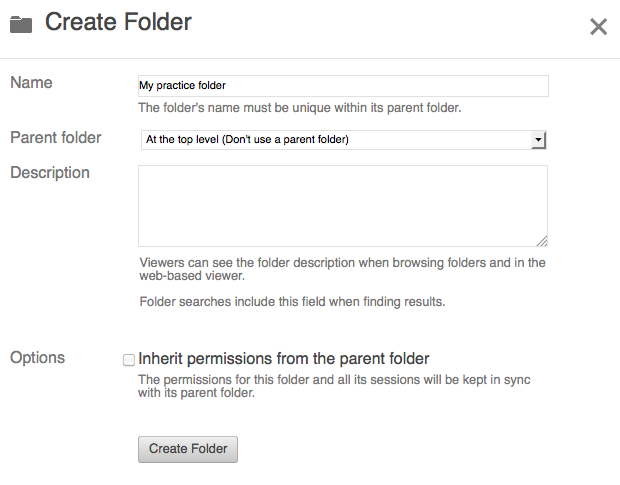 Create Folder
Name
My practice folder
The folder's name must be unique within its parent folder.
Parent folder
At the top level (Don't use a parent folder)
Description
Viewers can see the folder description when browsing folders and in the
web-based viewer.
Folder searches include this field when finding results.
Options
Inherit permissions from the parent folder
The permissions for this folder and all its sessions will be kept in sync
with its parent folder.
Create Folder